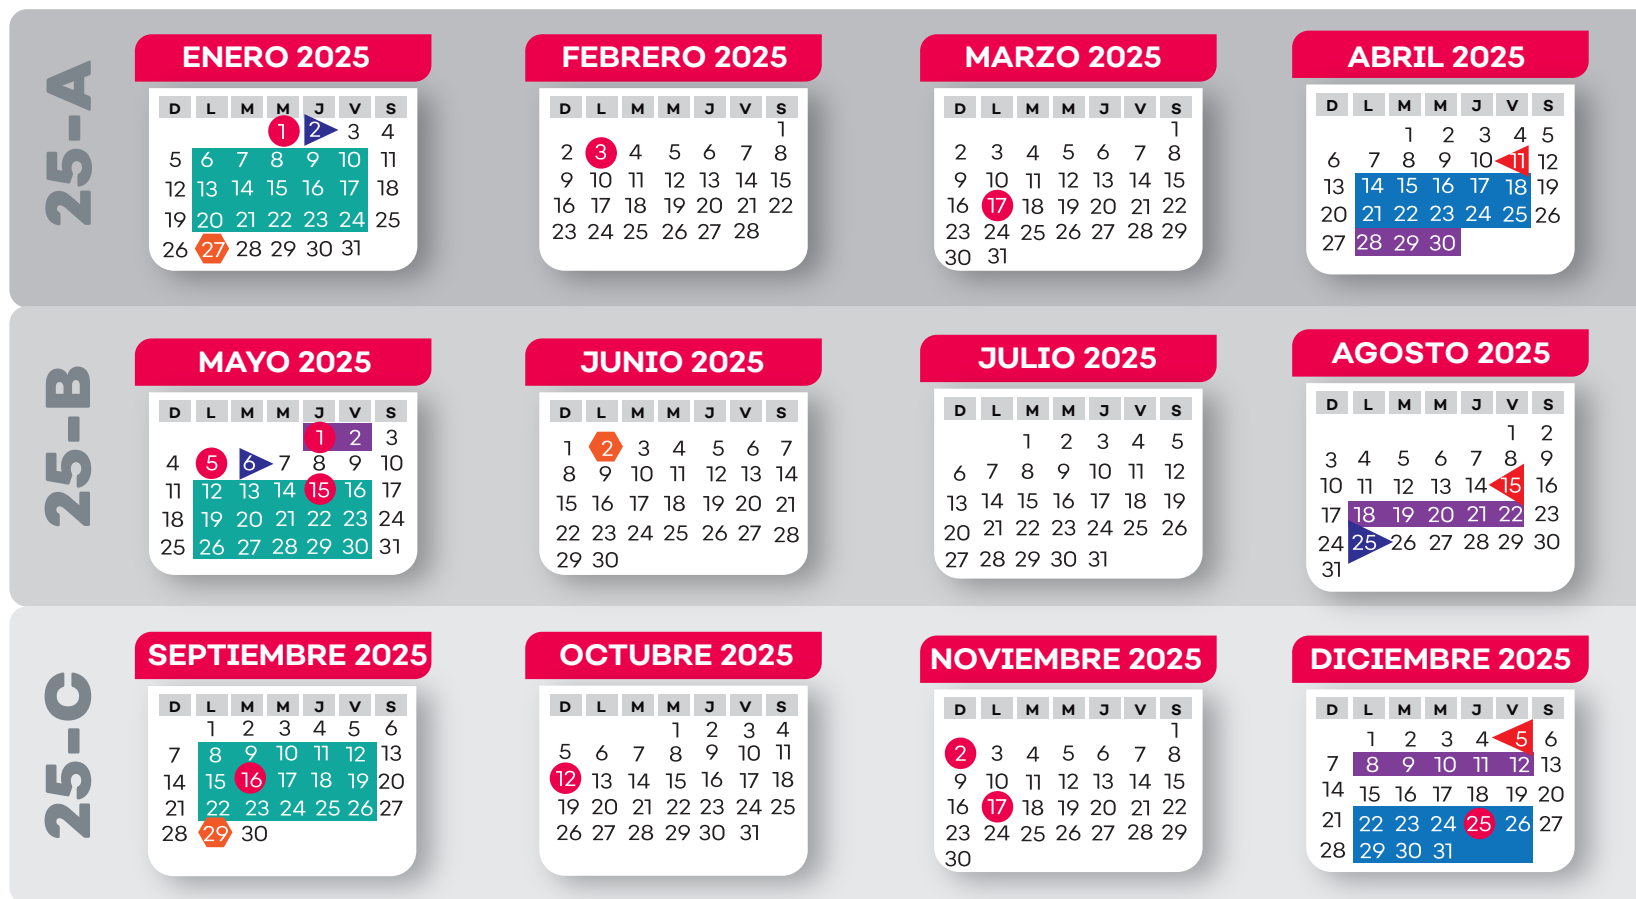 25-A
ENERO 2025
D L M M J V S
1 2 3 4
5 6 7 8 9 10 11
12 13 14 15 16 17 18
19 20 21 22 23 24 25
26 27 28 29 30 31
FEBRERO 2025
D L M M J V S
1
2 3 4 5 6 7 8
9 10 11 12 13 14 15
16 17 18 19 20 21 22
23 24 25 26 27 28
MARZO 2025
D L M M J V S
1
2 3 4 5 6 7 8
9 10 11 12 13 14 15
16 17 18 19 20 21 22
23 24 25 26 27 28 29
30 31
ABRIL 2025
D L M M J V S
1 2 3 4 5
6 7 8 9 10 11 12
13 14 15 16 17 18 19
20 21 22 23 24 25 26
27 28 29 30
25-B
MAYO 2025
D L M M J V S
1 2 3
4 5 6 7 8 9 10
11 12 13 14 15 16 17
18 19 20 21 22 23 24
25 26 27 28 29 30 31
JUNIO 2025
D L M M J V S
1 2 3 4 5 6 7
8 9 10 11 12 13 14
15 16 17 18 19 20 21
22 23 24 25 26 27 28
29 30
JULIO 2025
D L M M J V S
1 2 3 4 5
6 7 8 9 10 11 12
13 14 15 16 17 18 19
20 21 22 23 24 25 26
27 28 29 30 31
AGOSTO 2025
D L M M J V S
1 2
3 4 5 6 7 8 9
10 11 12 13 14 15 16
17 18 19 20 21 22 23
24 25 26 27 28 29 30
31
25-C
SEPTIEMBRE 2025
D L M M J V S
1 2 3 4 5 6
7 8 9 10 11 12 13
14 15 16 17 18 19 20
21 22 23 24 25 26 27
28 29 30
OCTUBRE 2025
D L M M J V S
1 2 3 4
5 6 7 8 9 10 11
12 13 14 15 16 17 18
19 20 21 22 23 24 25
26 27 28 29 30 31
NOVIEMBRE 2025
D L M M J V S
1
2 3 4 5 6 7 8
9 10 11 12 13 14 15
16 17 18 19 20 21 22
23 24 25 26 27 28 29
30
DICIEMBRE 2025
D L M M J V S
1 2 3 4 5 6
7 8 9 10 11 12 13
14 15 16 17 18 19 20
21 22 23 24 25 26 27
28 29 30 31